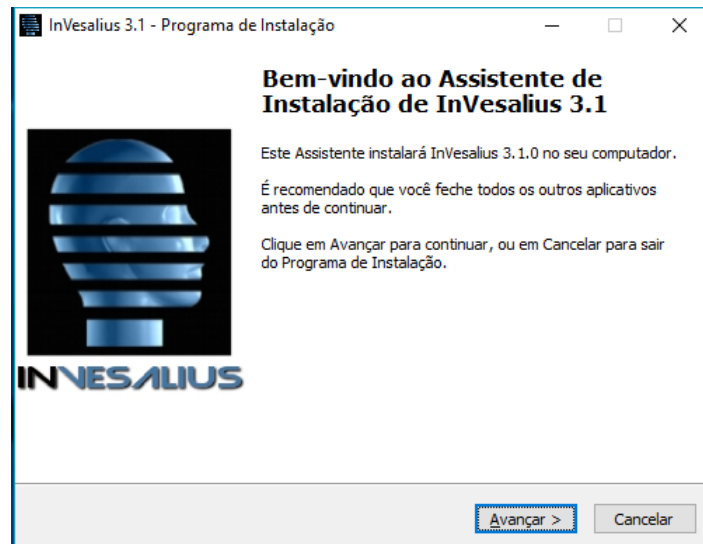 InVesalius 3.1 - Programa de Instalação
Bem-vindo ao Assistente de
Instalação de InVesalius 3.1
Este Assistente instalará InVesalius 3.1.0 no seu computador.
É recomendado que você feche todos os outros aplicativos
antes de continuar.
Clique em Avançar para continuar, ou em Cancelar para sair
do Programa de Instalação.
INVESALIUS
Avançar >
Cancelar